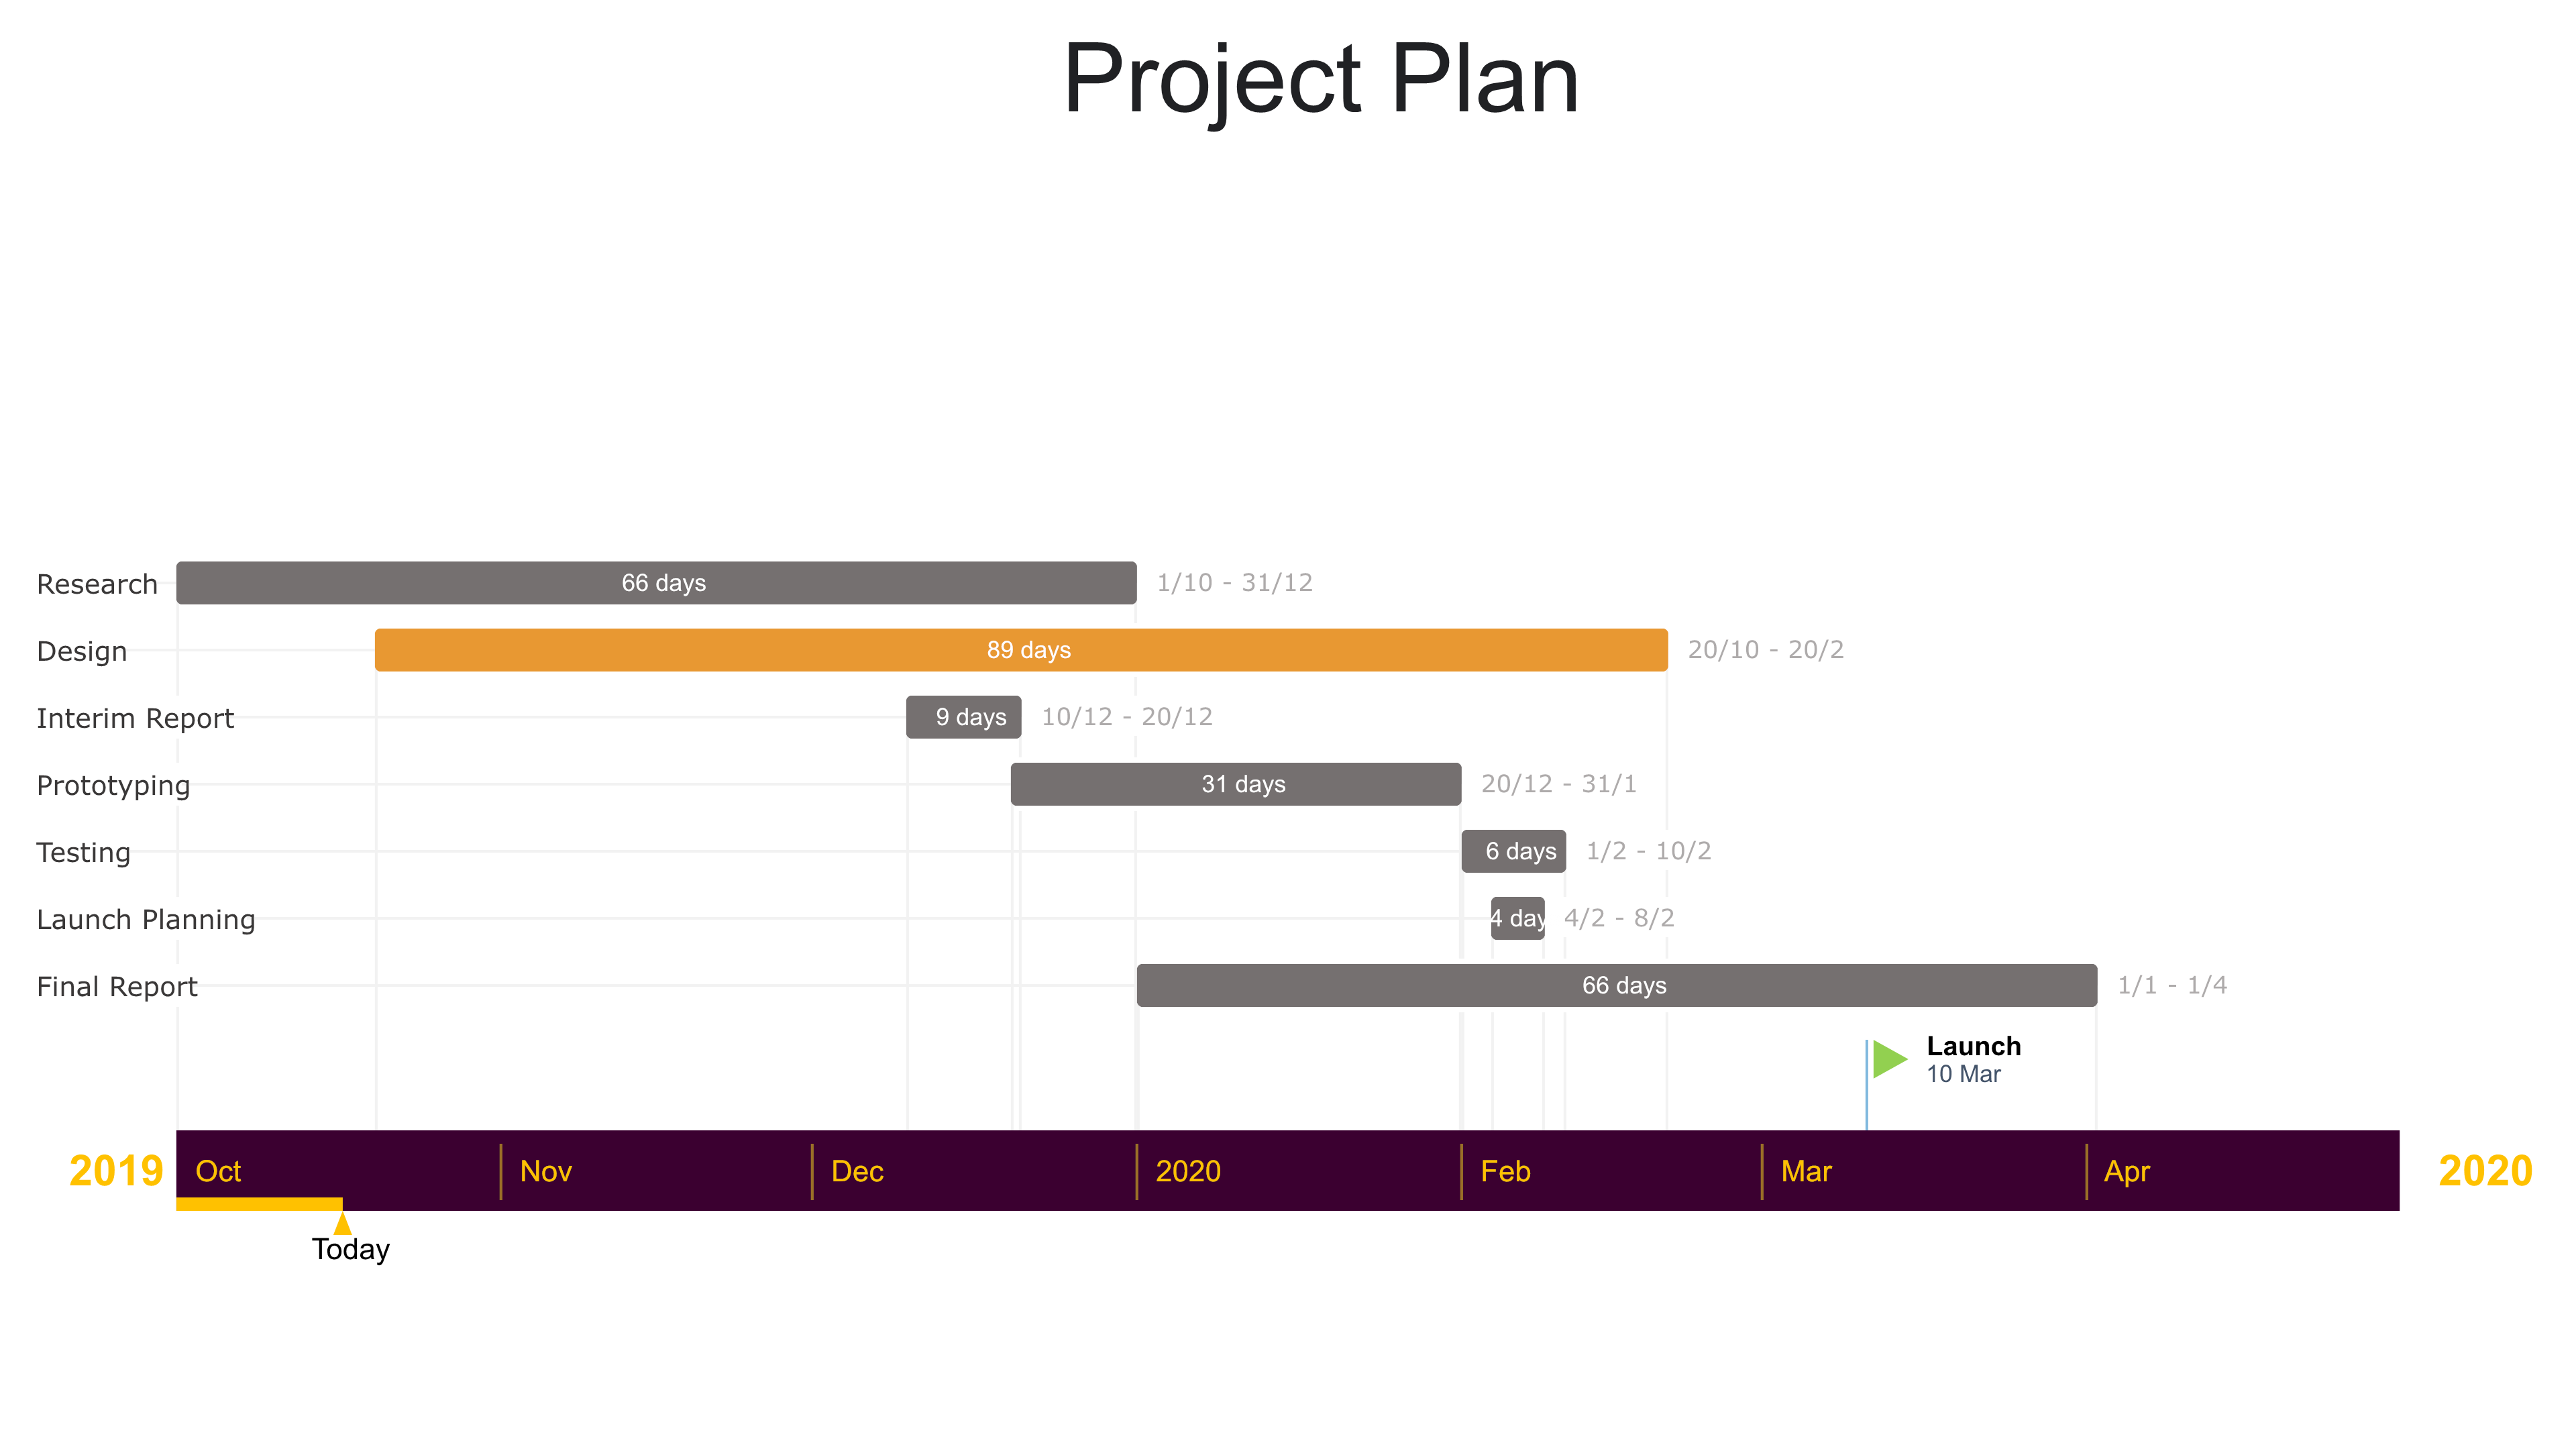 Project Plan
Research 66 days 1/10 - 31/12
Design 89 days 20/10 - 20/2
Interim Report 9 days 10/12 - 20/12
Prototyping 31 days 20/12 - 31/1
Testing 6 days 1/2 - 10/2
Launch Planning 4 day 4/2 - 8/2
Final Report 66 days 1/1 - 1/4
Launch
10 Mar
2019 Oct Nov Dec 2020 Feb Mar Apr 2020
Today